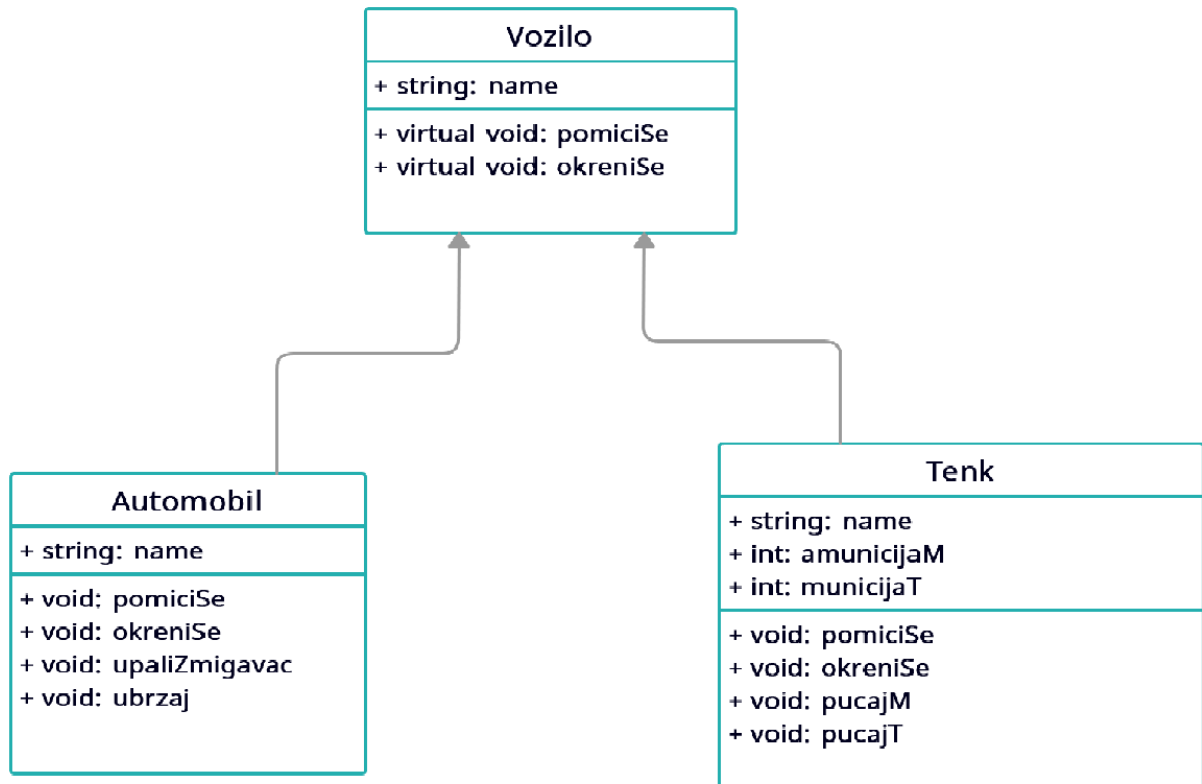 Vozilo
+ string: name
+ virtual void: pomiciSe
+ virtual void: okreniSe
Automobil
+ string: name
+ void: pomiciSe
+ void: okreniSe
+ void: upaliZmigavac
+ void: ubrzaj
Tenk
+ string: name
+ int: amunicijaM
+ int: municijaT
+ void: pomiciSe
+ void: okreniSe
+ void: pucajM
+ void: pucajT